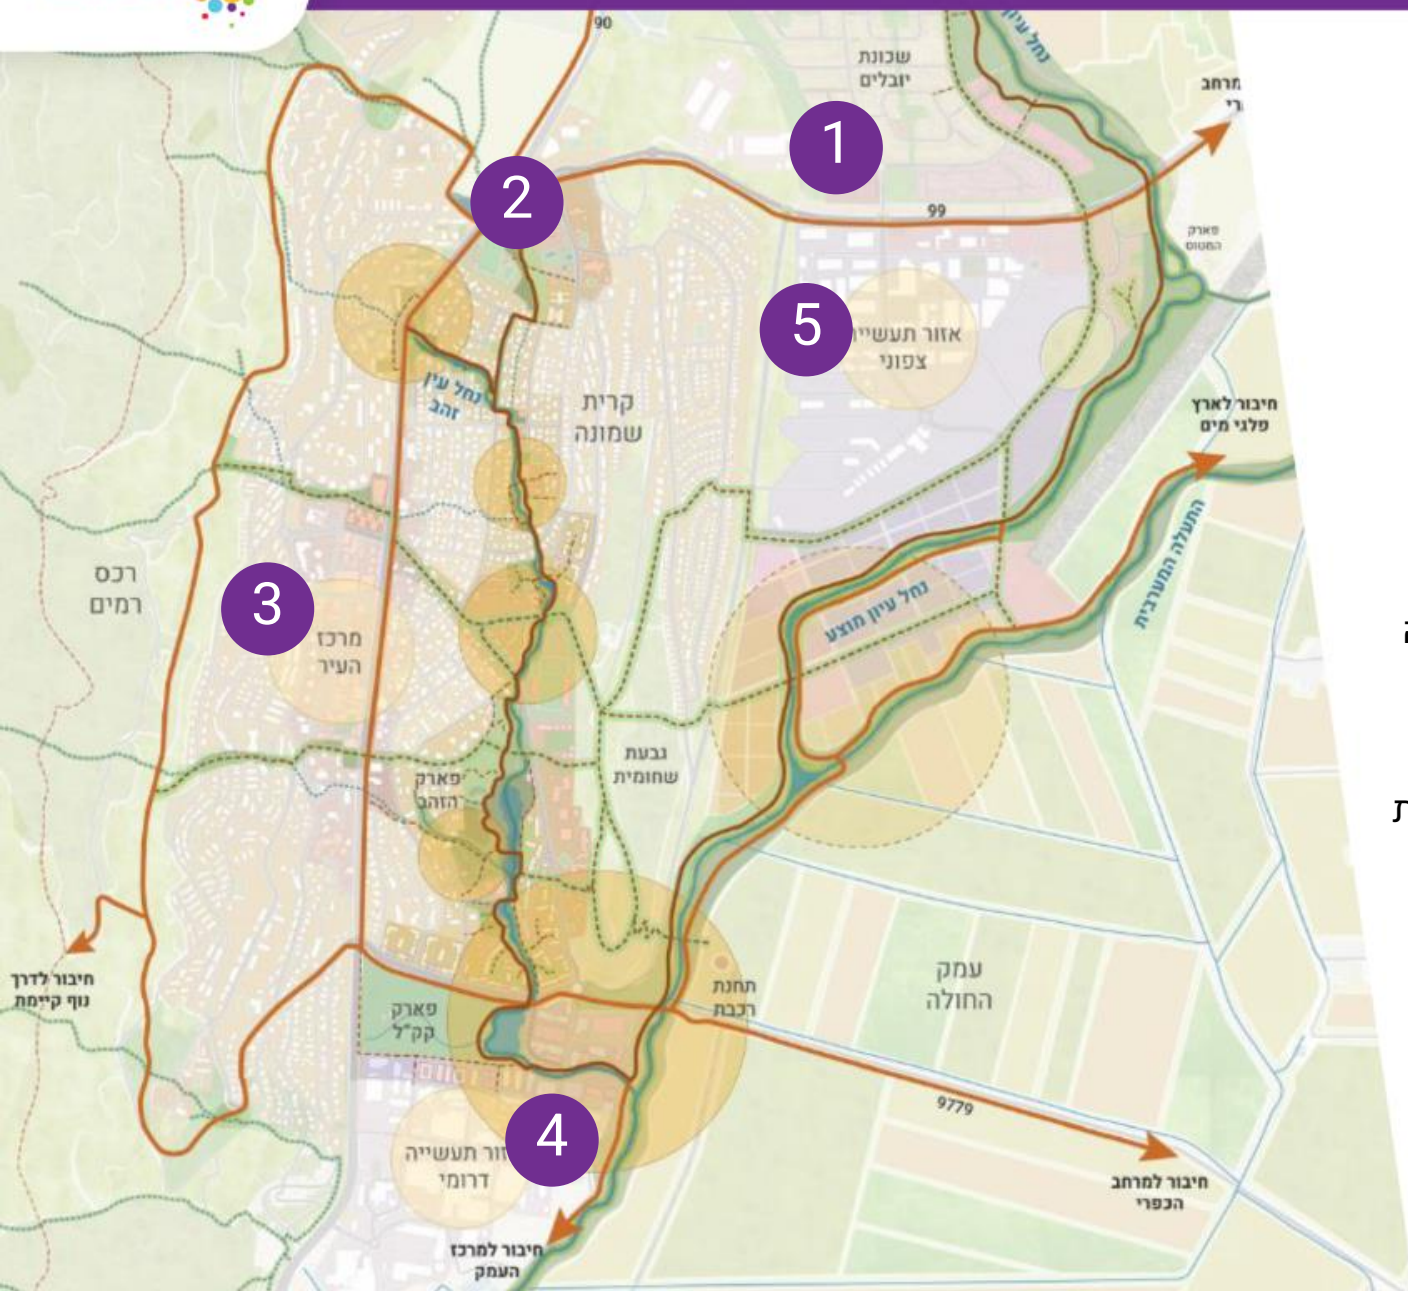 90
נחל עיון
שכונת
יובלים
מרחב
1
2
99
פארק
המטוס
5
אזור תעשייה
צפוני
נחל עין
זהב
קרית
שמונה
חיבור לארץ
פלגי מים
התעלה המערבית
רכס
רמים
3
מרכז
העיר
נחל עיון מוצע
ה
גבעת
שחומית
פארק
הזהב
ת
חיבור לדרך
נוף קיימת
פארק
קק"ל
תחנת
רכבת
עמק
החולה
9779
4
אזור תעשייה
דרומי
חיבור למרחב
הכפרי
חיבור למרכז
העמק